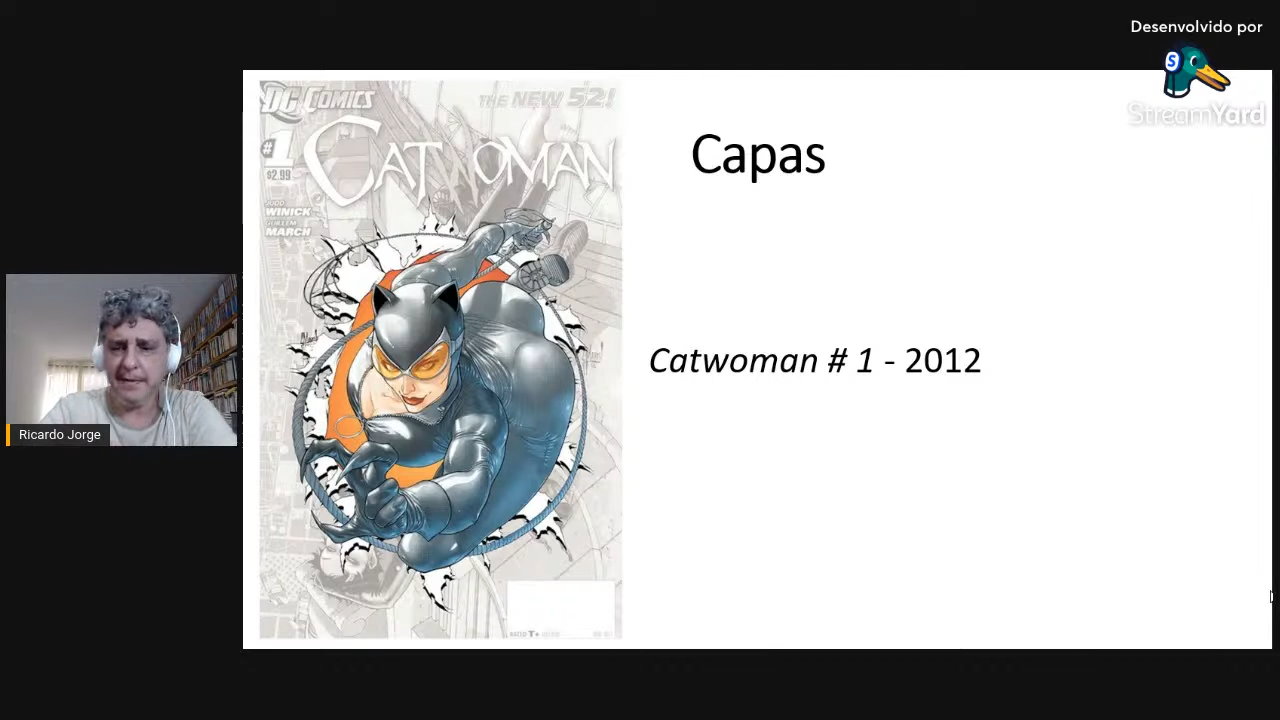 Desenvolvido por
StreamYard
DC COMICS
THE NEW 52!
#1
CATWOMAN
$2.99
JUDD
WINICK
GUILLEM
MARCH
Capas
Catwoman # 1 - 2012
Ricardo Jorge
RATED T+